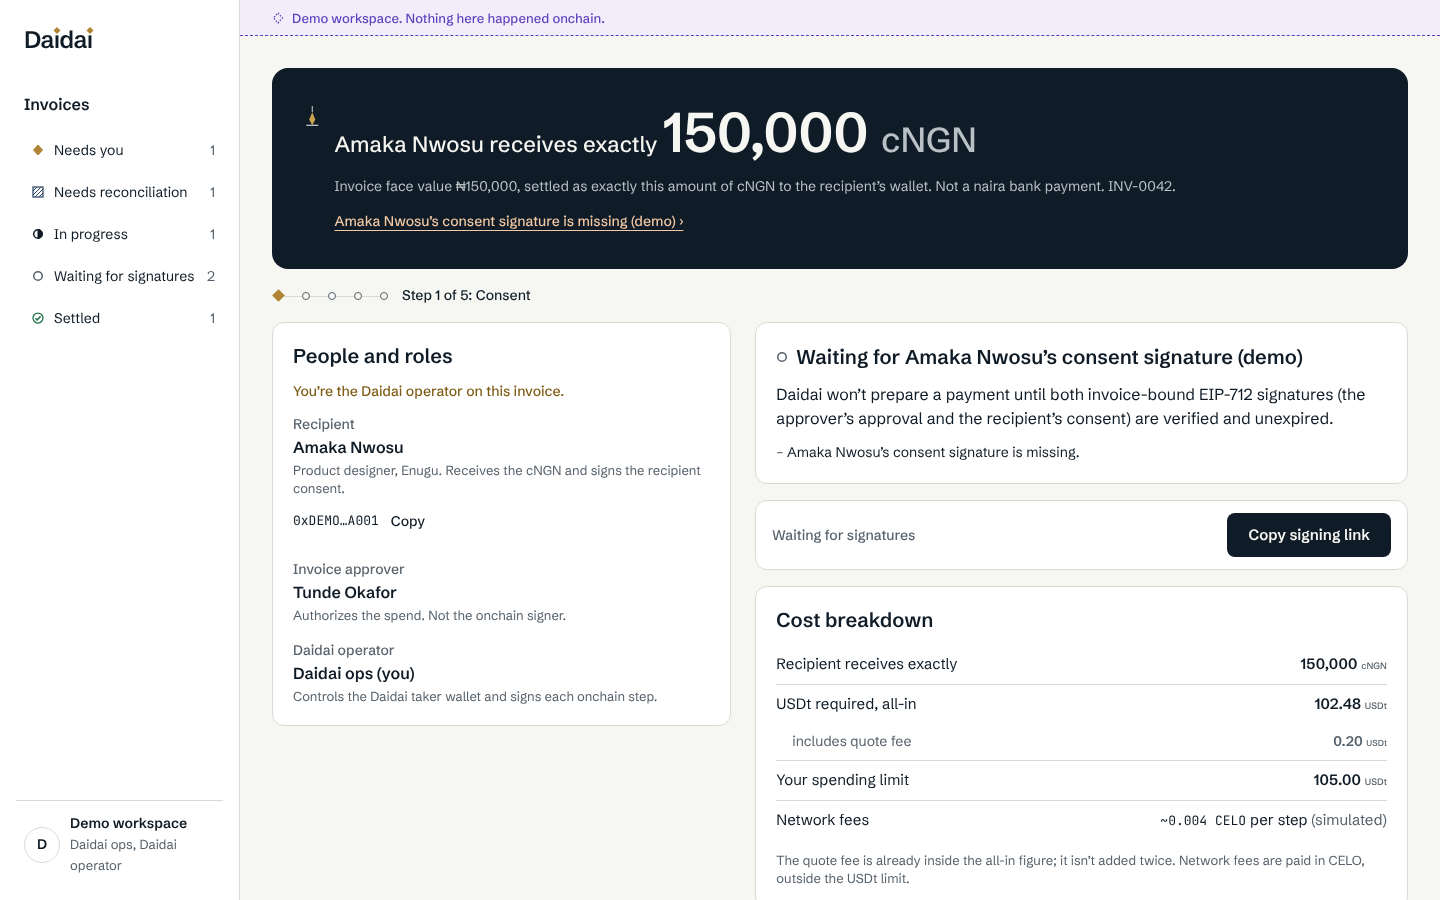 Daidai
Invoices
Needs you 1
Needs reconciliation 1
In progress 1
Waiting for signatures 2
Settled 1
D
Demo workspace
Daidai ops, Daidai
operator
Demo workspace. Nothing here happened onchain.
Amaka Nwosu receives exactly 150,000 cNGN
Invoice face value ₦150,000, settled as exactly this amount of cNGN to the recipient’s wallet. Not a naira bank payment. INV-0042.
Amaka Nwosu’s consent signature is missing (demo) ›
Step 1 of 5: Consent
People and roles
You’re the Daidai operator on this invoice.
Recipient
Amaka Nwosu
Product designer, Enugu. Receives the cNGN and signs the recipient
consent.
0xDEMO…A001 Copy
Invoice approver
Tunde Okafor
Authorizes the spend. Not the onchain signer.
Daidai operator
Daidai ops (you)
Controls the Daidai taker wallet and signs each onchain step.
Waiting for Amaka Nwosu’s consent signature (demo)
Daidai won’t prepare a payment until both invoice-bound EIP-712 signatures (the
approver’s approval and the recipient’s consent) are verified and unexpired.
– Amaka Nwosu’s consent signature is missing.
Waiting for signatures
Copy signing link
Cost breakdown
Recipient receives exactly 150,000 cNGN
USDt required, all-in 102.48 USDt
includes quote fee 0.20 USDt
Your spending limit 105.00 USDt
Network fees ~0.004 CELO per step (simulated)
The quote fee is already inside the all-in figure; it isn’t added twice. Network fees are paid in CELO,
outside the USDt limit.